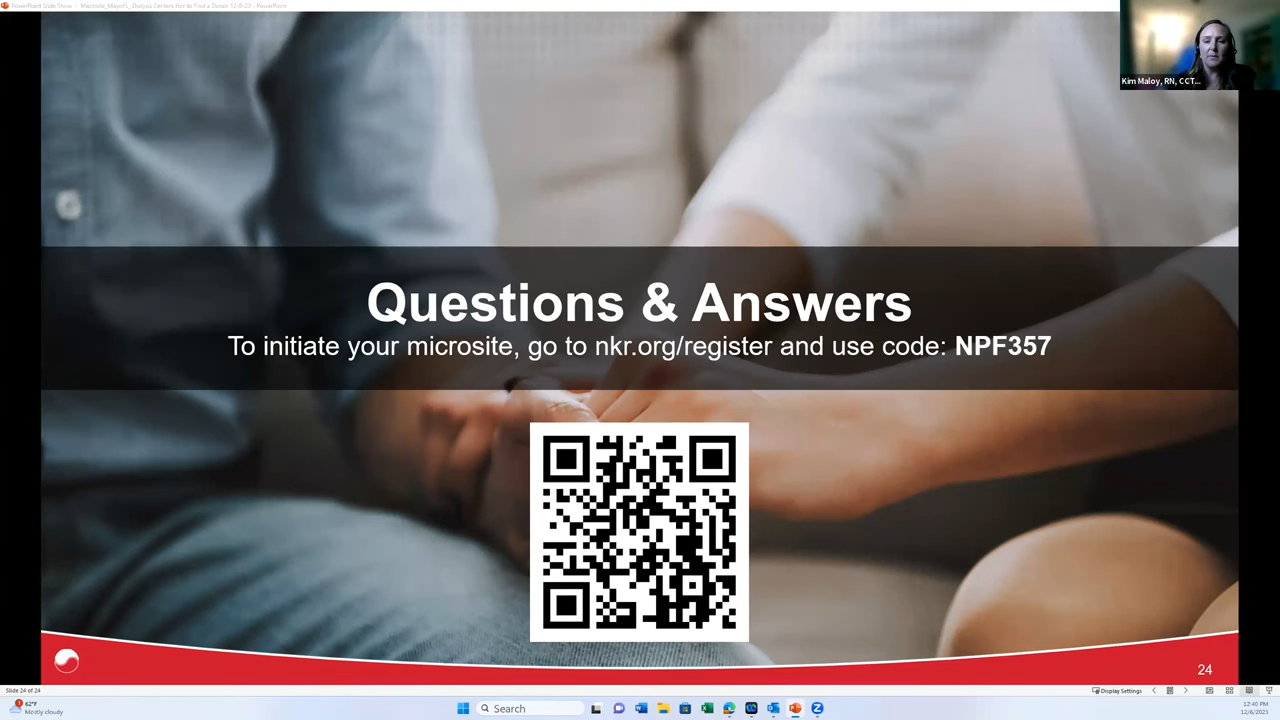 PowerPoint Slide Show - Microsite_MayoFL_ Dialysis Centers How to Find a Donor 12-6-23 - PowerPoint
Kim Maloy, RN, CCT...
Questions & Answers
To initiate your microsite, go to nkr.org/register and use code: NPF357
24
Slide 24 of 24
Display Settings
62°F
Mostly cloudy
Search
12:40 PM
12/6/2023